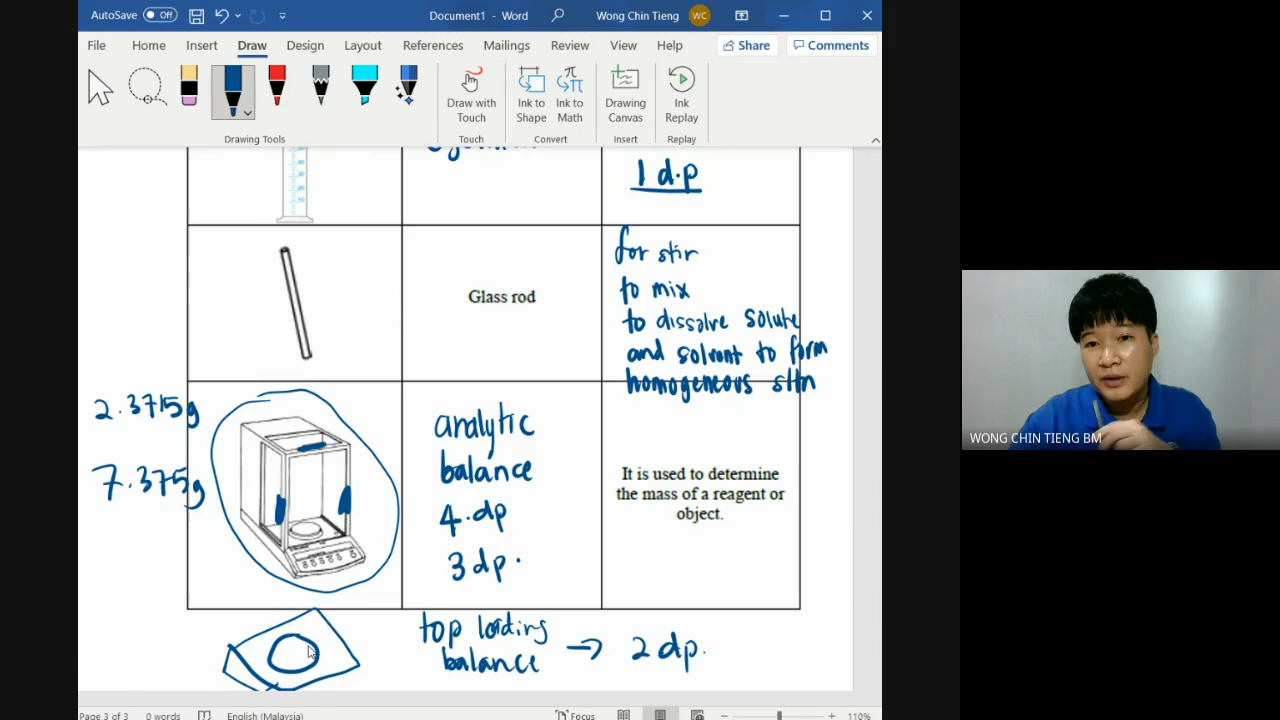 AutoSave Off Document1 - Word Wong Chin Tieng WC
File Home Insert Draw Design Layout References Mailings Review View Help Share Comments
Draw with Touch
Ink to Shape
Ink to Math
Drawing Canvas
Ink Replay
Drawing Tools Touch Convert Insert Replay
1 d.p
Glass rod
for stir
to mix
to dissolve solute
and solvent to form
homogeneous sltn
2.3715g
7.375g
analytic
balance
4.dp
3 dp.
It is used to determine
the mass of a reagent or
object.
top loading
balance → 2 dp.
WONG CHIN TIENG BM
Page 3 of 3 0 words English (Malaysia) Focus 110%